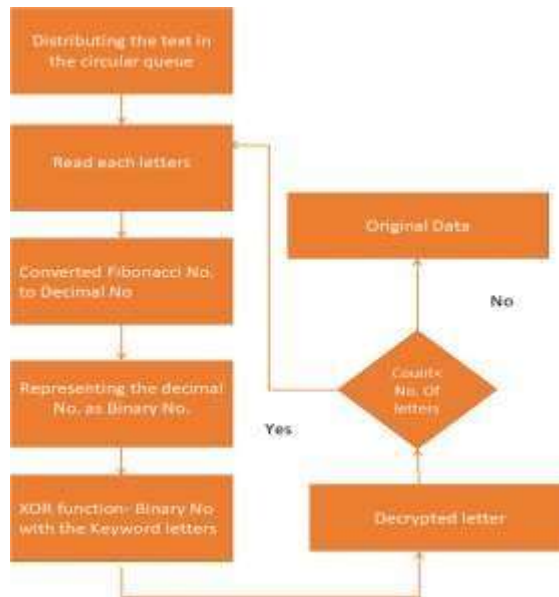 Distributing the text in
the circular queue
Read each letters
Converted Fibonacci No.
to Decimal No
Representing the decimal
No. as Binary No.
XOR function- Binary No
with the Keyword letters
Decrypted letter
Count<
No. Of
letters
Yes
No
Original Data